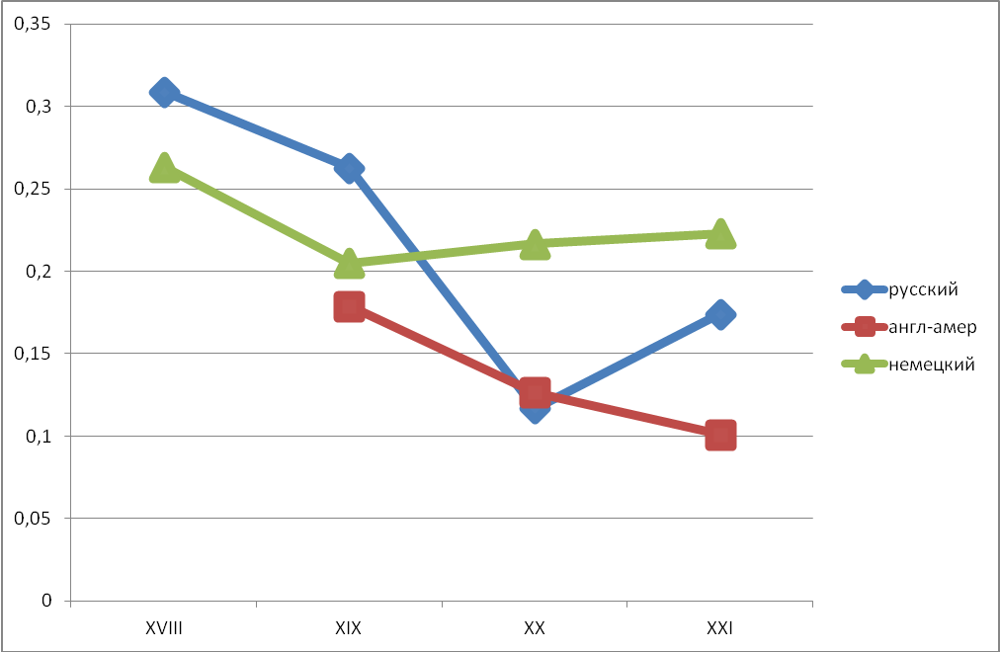 0,35
0,3
0,25
0,2
0,15
0,1
0,05
0
XVIII XIX XX XXI
русский
англ-амер
немецкий